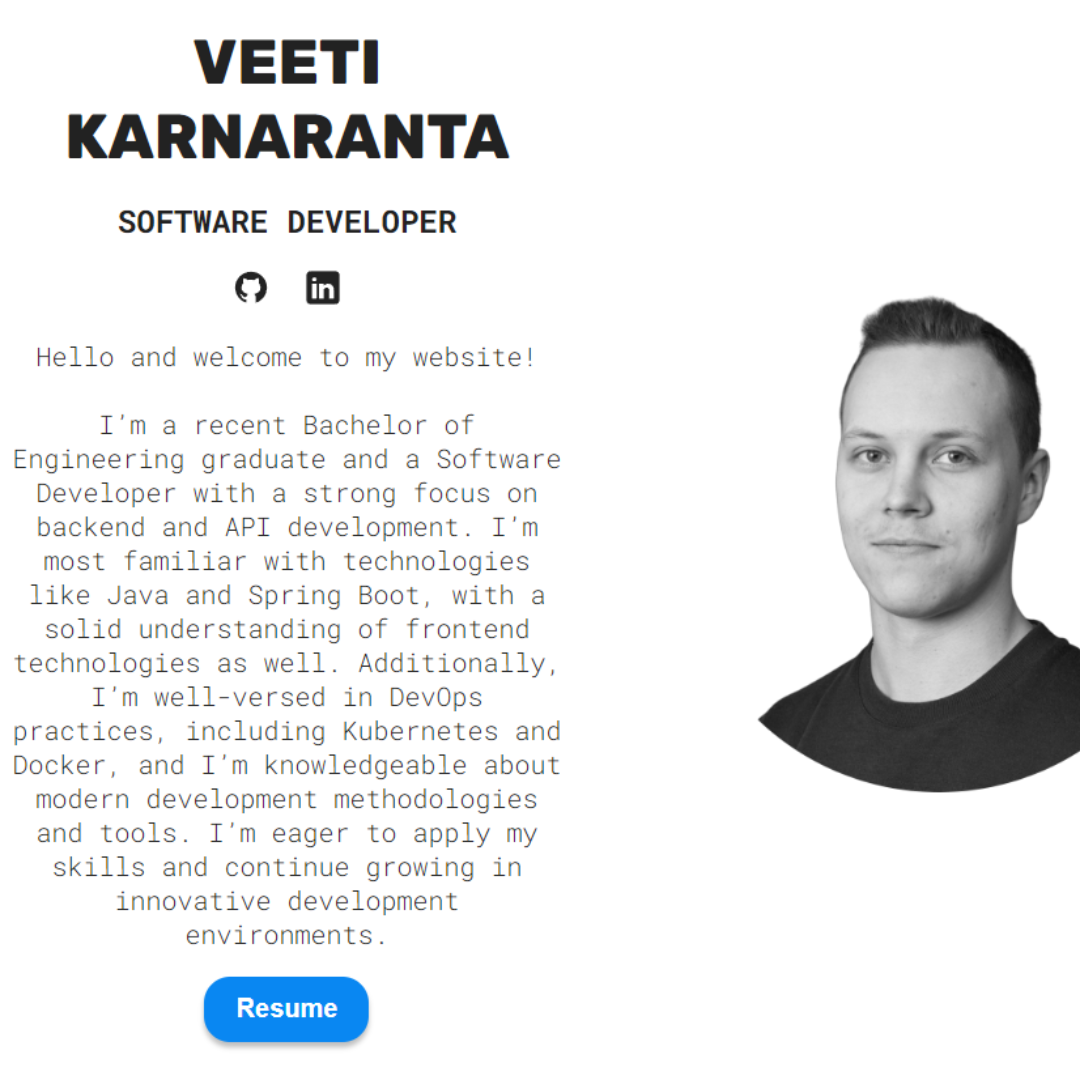 VEETI
KARNARANTA
SOFTWARE DEVELOPER
in
Hello and welcome to my website!
I'm a recent Bachelor of
Engineering graduate and a Software
Developer with a strong focus on
backend and API development. I'm
most familiar with technologies
like Java and Spring Boot, with a
solid understanding of frontend
technologies as well. Additionally,
I'm well-versed in DevOps
practices, including Kubernetes and
Docker, and I'm knowledgeable about
modern development methodologies
and tools. I'm eager to apply my
skills and continue growing in
innovative development
environments.
Resume